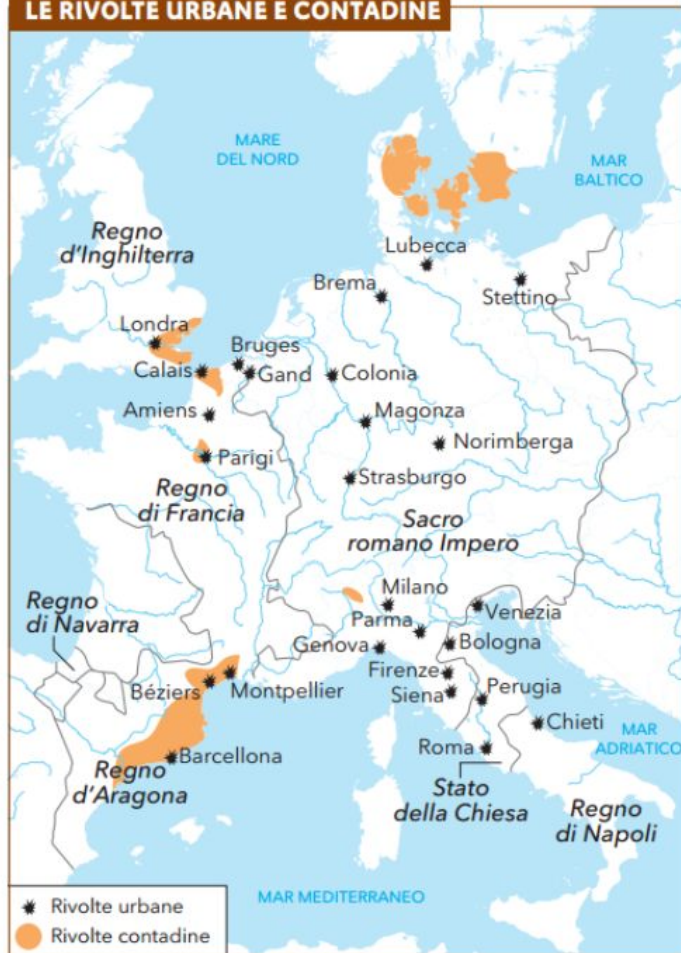 LE RIVOLTE URBANE E CONTADINE
MARE
DEL NORD
MAR
BALTICO
Regno
d'Inghilterra
Lubecca
Brema
Stettino
Londra
Bruges
Calais
Gand
Colonia
Amiens
Magonza
Norimberga
Parigi
Strasburgo
Regno
di Francia
Sacro
romano Impero
Milano
Venezia
Regno
di Navarra
Parma
Genova
Bologna
Firenze
Béziers
Montpellier
Siena
Perugia
Chieti
MAR
ADRIATICO
Barcellona
Roma
Regno
d'Aragona
Stato
della Chiesa
Regno
di Napoli
MAR MEDITERRANEO
Rivolte urbane
Rivolte contadine